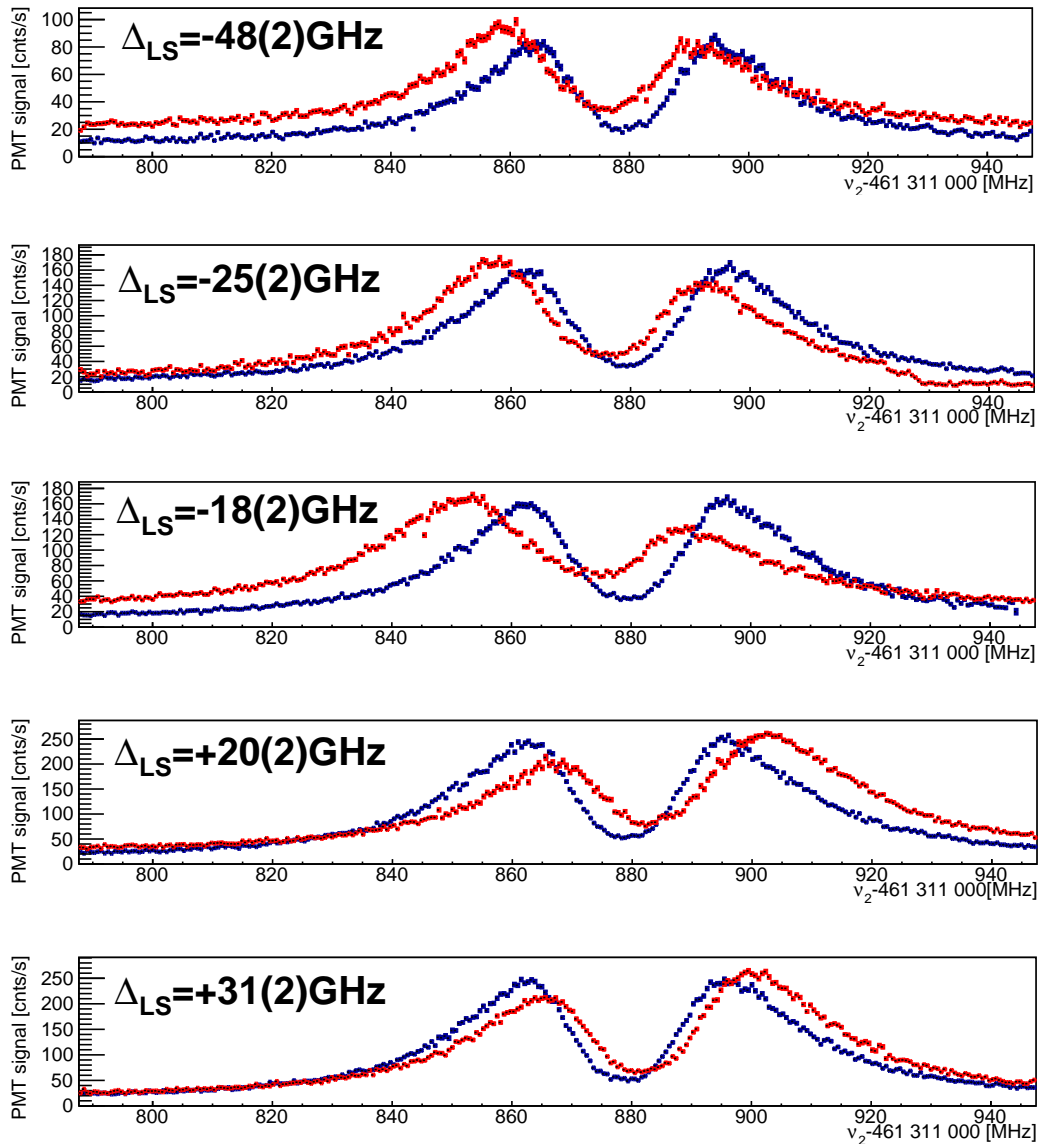 PMT signal [cnts/s]
Δ_LS=-48(2)GHz
100
80
60
40
20
0
800 820 840 860 880 900 920 940
ν_2-461 311 000 [MHz]
PMT signal [cnts/s]
Δ_LS=-25(2)GHz
180
160
140
120
100
80
60
40
20
0
800 820 840 860 880 900 920 940
ν_2-461 311 000 [MHz]
PMT signal [cnts/s]
Δ_LS=-18(2)GHz
180
160
140
120
100
80
60
40
20
0
800 820 840 860 880 900 920 940
ν_2-461 311 000 [MHz]
PMT signal [cnts/s]
Δ_LS=+20(2)GHz
250
200
150
100
50
0
800 820 840 860 880 900 920 940
ν_2-461 311 000[MHz]
PMT signal [cnts/s]
Δ_LS=+31(2)GHz
250
200
150
100
50
0
800 820 840 860 880 900 920 940
ν_2-461 311 000 [MHz]